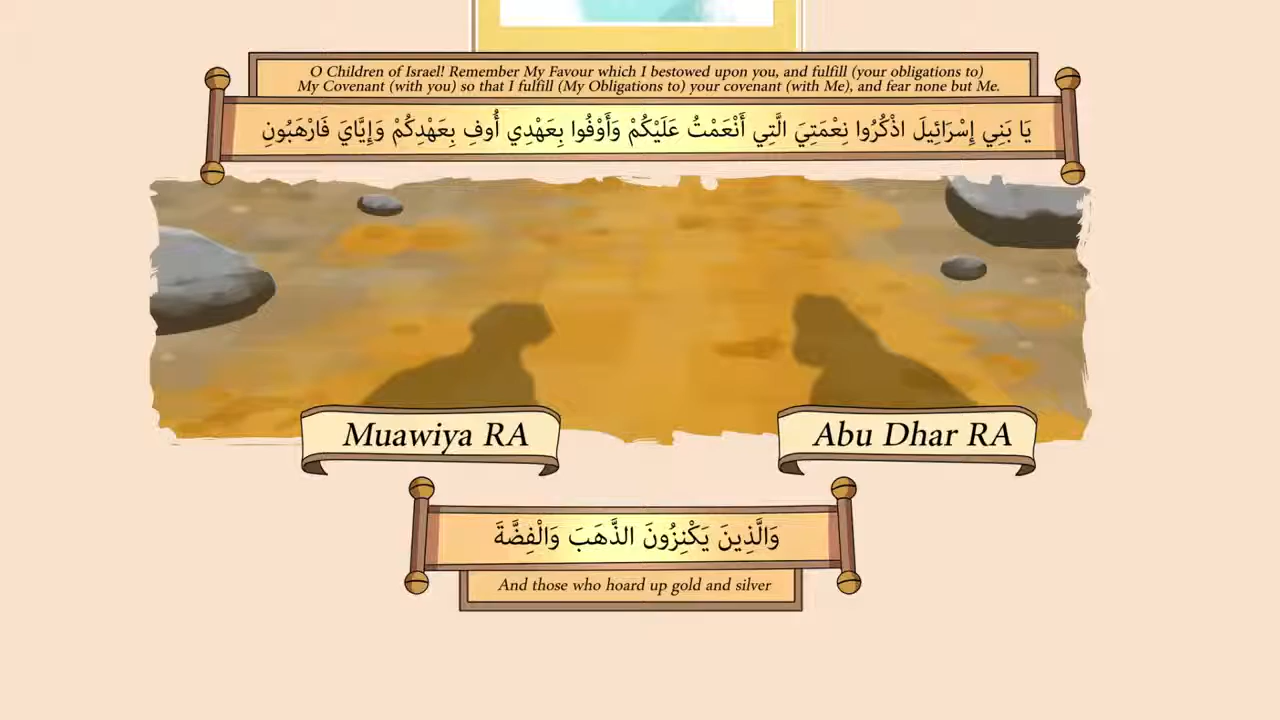 O Children of Israel! Remember My Favour which I bestowed upon you, and fulfill (your obligations to)
My Covenant (with you) so that I fulfill (My Obligations to) your covenant (with Me), and fear none but Me.
يَا بَنِي إِسْرَائِيلَ اذْكُرُوا نِعْمَتِيَ الَّتِي أَنْعَمْتُ عَلَيْكُمْ وَأَوْفُوا بِعَهْدِي أُوفِ بِعَهْدِكُمْ وَإِيَّايَ فَارْهَبُونِ
Muawiya RA
Abu Dhar RA
وَالَّذِينَ يَكْنِزُونَ الذَّهَبَ وَالْفِضَّةَ
And those who hoard up gold and silver